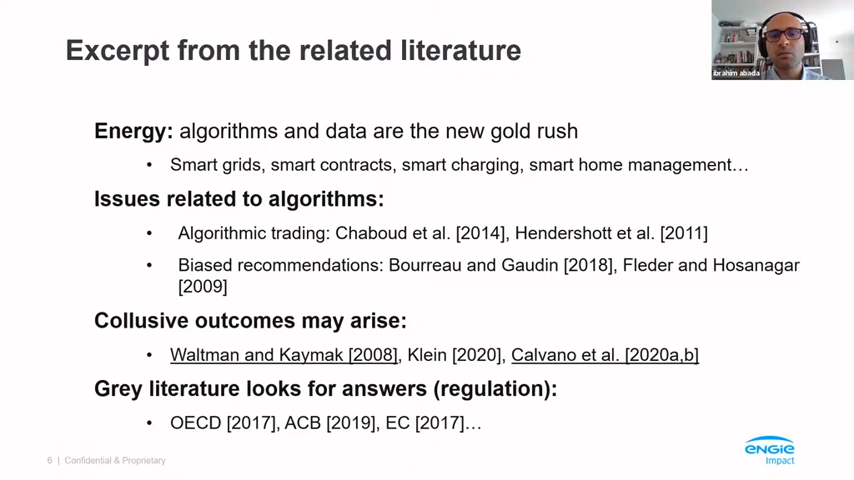 Excerpt from the related literature
ibrahim abada
Energy: algorithms and data are the new gold rush
• Smart grids, smart contracts, smart charging, smart home management…
Issues related to algorithms:
• Algorithmic trading: Chaboud et al. [2014], Hendershott et al. [2011]
• Biased recommendations: Bourreau and Gaudin [2018], Fleder and Hosanagar
[2009]
Collusive outcomes may arise:
• Waltman and Kaymak [2008], Klein [2020], Calvano et al. [2020a,b]
Grey literature looks for answers (regulation):
• OECD [2017], ACB [2019], EC [2017]…
6 | Confidential & Proprietary
ENGIE
Impact